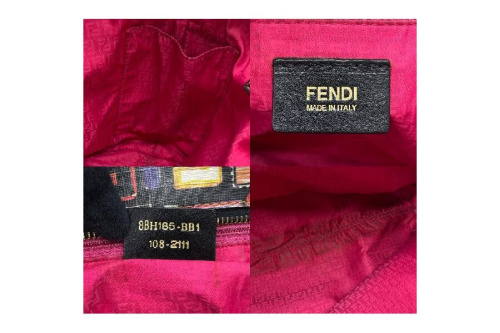 FENDI
MADE IN ITALY
8BH165-BB1
108-2111